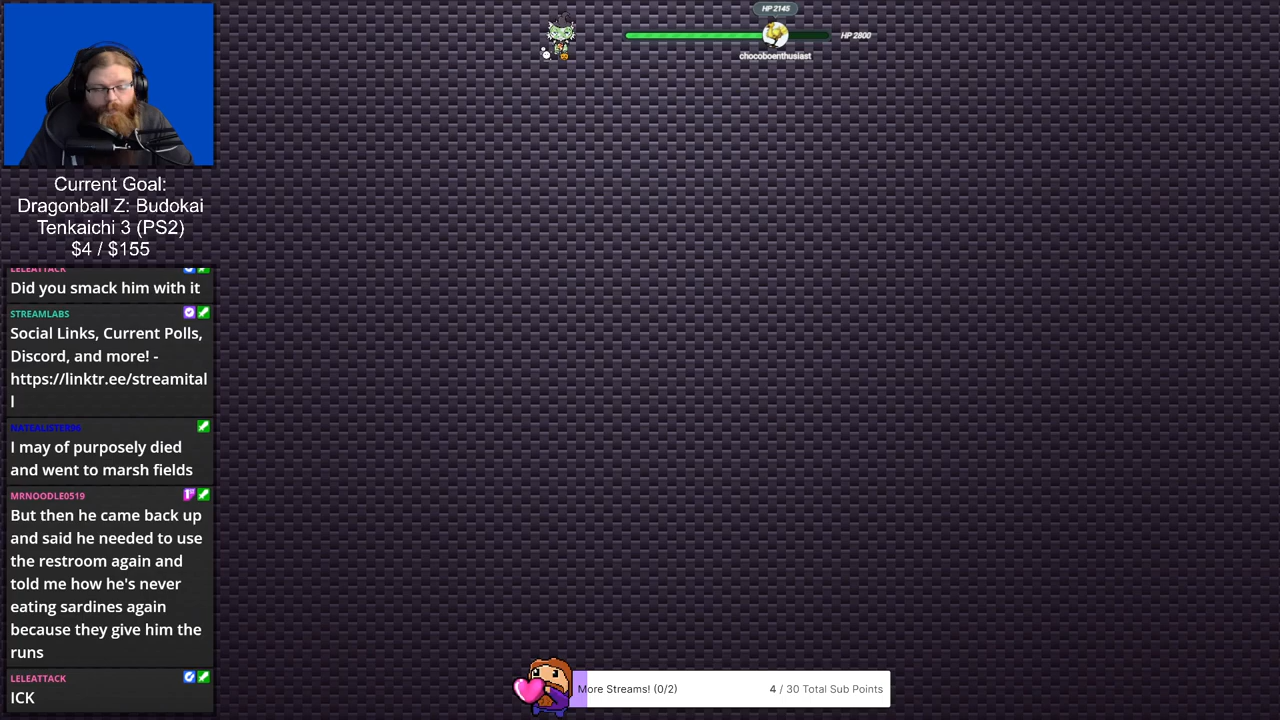 HP 2145
HP 2800
chocoboenthusiast
Current Goal:
Dragonball Z: Budokai
Tenkaichi 3 (PS2)
$4 / $155
LELEATTACK
Did you smack him with it
STREAMLABS
Social Links, Current Polls,
Discord, and more! -
https://linktr.ee/streamital
l
NATEALISTER96
I may of purposely died
and went to marsh fields
MRNOODLE0519
But then he came back up
and said he needed to use
the restroom again and
told me how he's never
eating sardines again
because they give him the
runs
LELEATTACK
ICK
More Streams! (0/2)
4 / 30 Total Sub Points